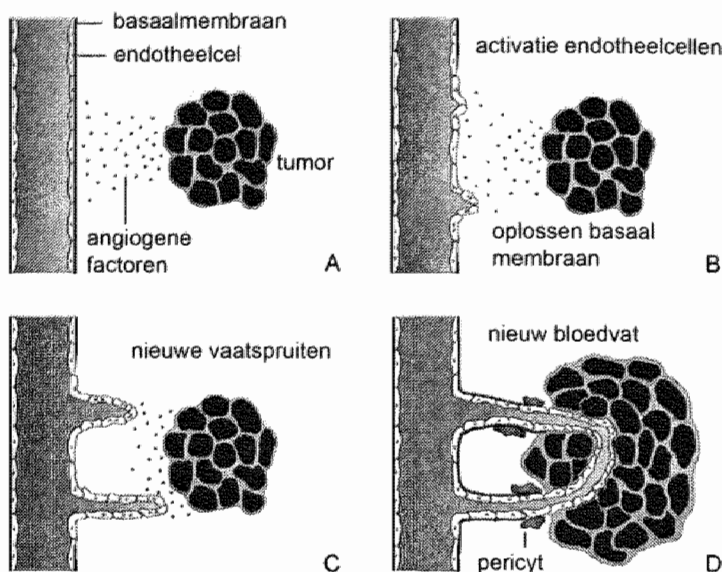 basaalmembraan
endotheelcel
tumor
angiogene
factoren
A
activatie endotheelcellen
oplossen basaal
membraan
B
nieuwe vaatspruiten
C
nieuw bloedvat
pericyt
D